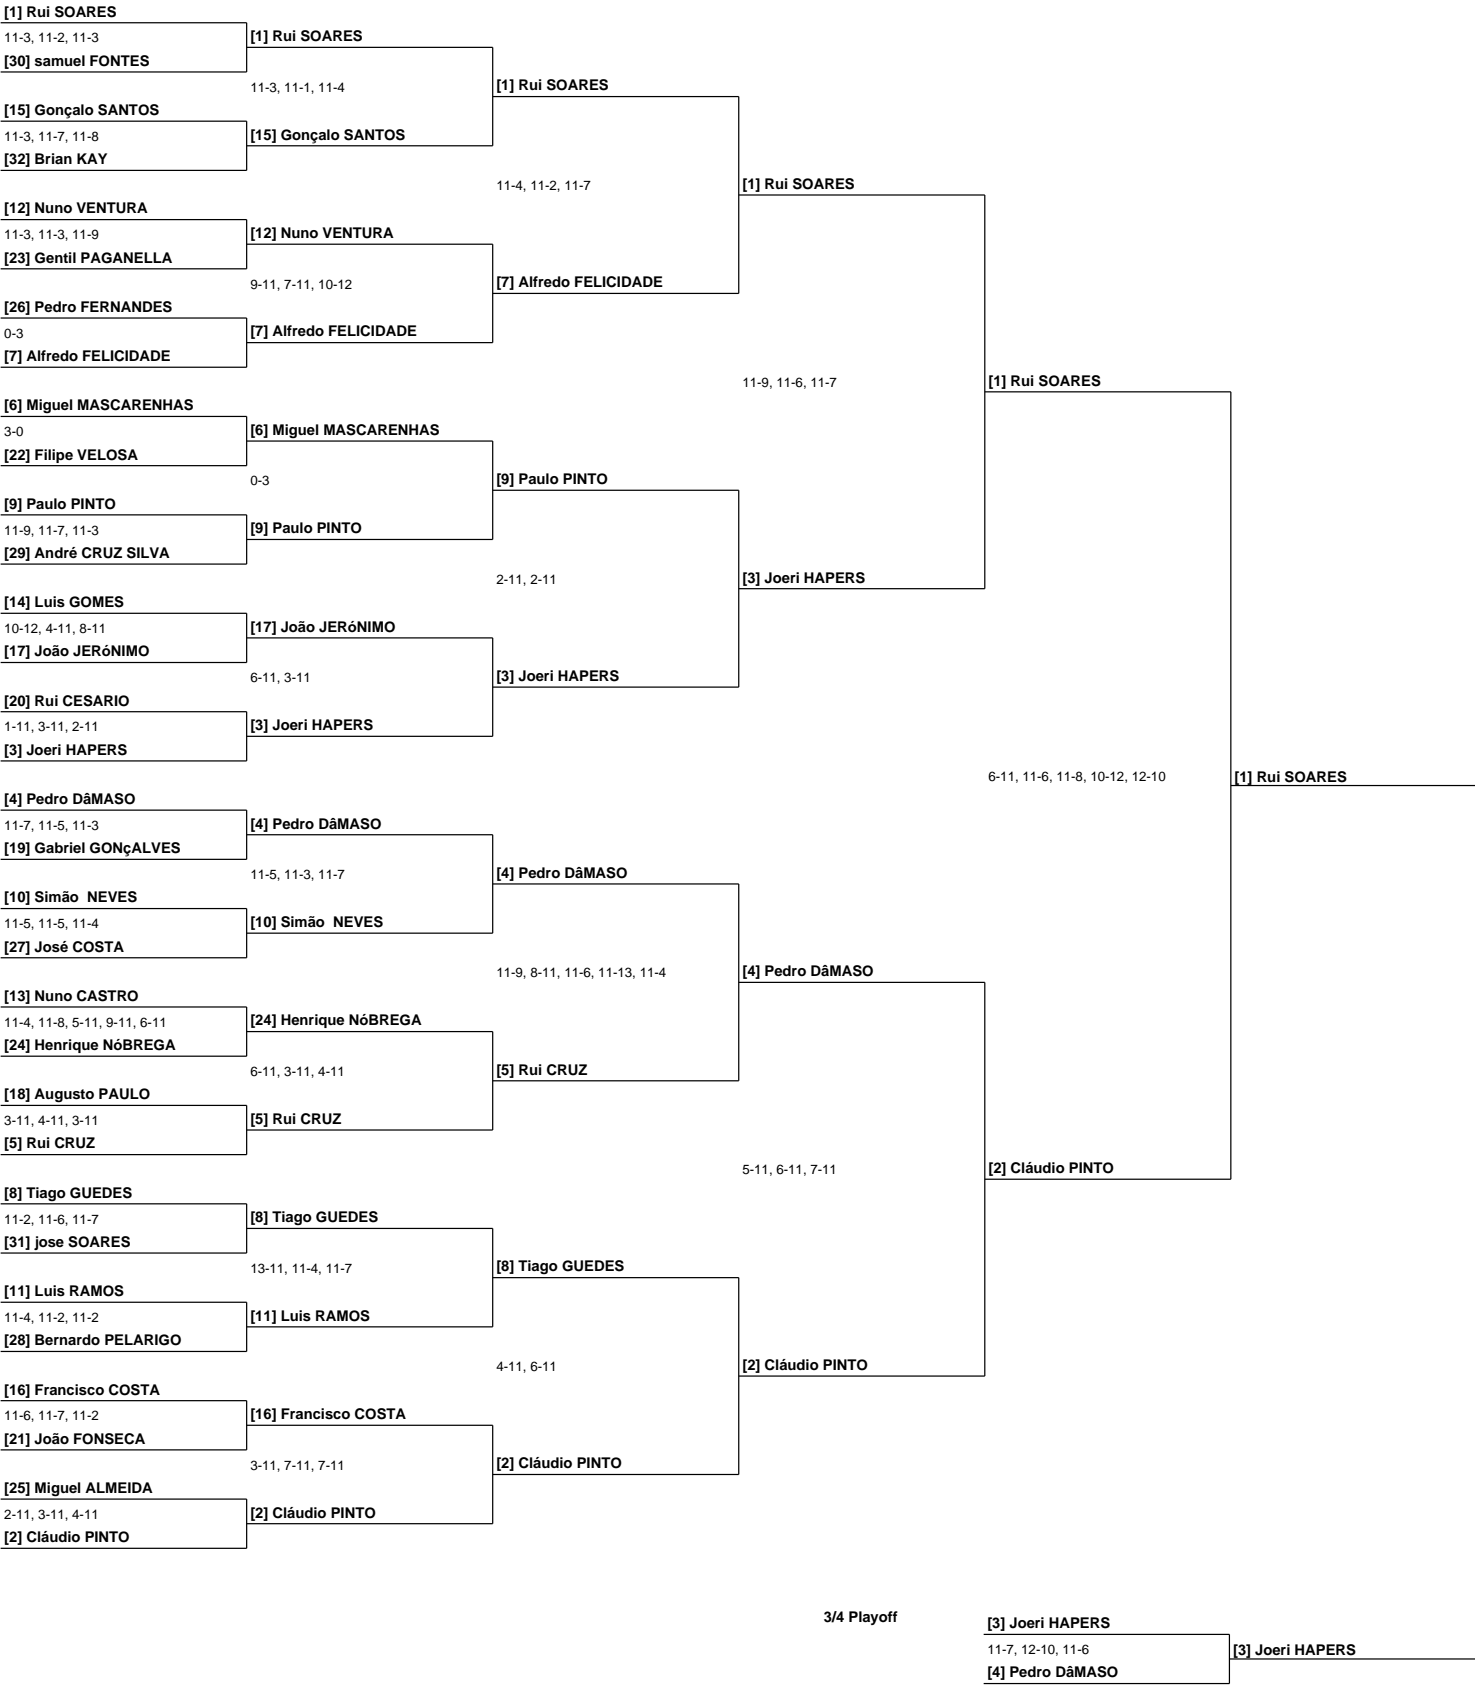 [1] Rui SOARES
11-3, 11-2, 11-3
[30] samuel FONTES
[15] Gonçalo SANTOS
11-3, 11-7, 11-8
[32] Brian KAY
[12] Nuno VENTURA
11-3, 11-3, 11-9
[23] Gentil PAGANELLA
[26] Pedro FERNANDES
0-3
[7] Alfredo FELICIDADE
[6] Miguel MASCARENHAS
3-0
[22] Filipe VELOSA
[9] Paulo PINTO
11-9, 11-7, 11-3
[29] André CRUZ SILVA
[14] Luis GOMES
10-12, 4-11, 8-11
[17] João JERóNIMO
[20] Rui CESARIO
1-11, 3-11, 2-11
[3] Joeri HAPERS
[4] Pedro DâMASO
11-7, 11-5, 11-3
[19] Gabriel GONçALVES
[10] Simão  NEVES
11-5, 11-5, 11-4
[27] José COSTA
[13] Nuno CASTRO
11-4, 11-8, 5-11, 9-11, 6-11
[24] Henrique NóBREGA
[18] Augusto PAULO
3-11, 4-11, 3-11
[5] Rui CRUZ
[8] Tiago GUEDES
11-2, 11-6, 11-7
[31] jose SOARES
[11] Luis RAMOS
11-4, 11-2, 11-2
[28] Bernardo PELARIGO
[16] Francisco COSTA
11-6, 11-7, 11-2
[21] João FONSECA
[25] Miguel ALMEIDA
2-11, 3-11, 4-11
[2] Cláudio PINTO
[1] Rui SOARES
11-3, 11-1, 11-4
[15] Gonçalo SANTOS
[12] Nuno VENTURA
9-11, 7-11, 10-12
[7] Alfredo FELICIDADE
[6] Miguel MASCARENHAS
0-3
[9] Paulo PINTO
[17] João JERóNIMO
6-11, 3-11
[3] Joeri HAPERS
[4] Pedro DâMASO
11-5, 11-3, 11-7
[10] Simão  NEVES
[24] Henrique NóBREGA
6-11, 3-11, 4-11
[5] Rui CRUZ
[8] Tiago GUEDES
13-11, 11-4, 11-7
[11] Luis RAMOS
[16] Francisco COSTA
3-11, 7-11, 7-11
[2] Cláudio PINTO
[1] Rui SOARES
11-4, 11-2, 11-7
[7] Alfredo FELICIDADE
[9] Paulo PINTO
2-11, 2-11
[3] Joeri HAPERS
[4] Pedro DâMASO
11-9, 8-11, 11-6, 11-13, 11-4
[5] Rui CRUZ
[8] Tiago GUEDES
4-11, 6-11
[2] Cláudio PINTO
[1] Rui SOARES
11-9, 11-6, 11-7
[3] Joeri HAPERS
[4] Pedro DâMASO
5-11, 6-11, 7-11
[2] Cláudio PINTO
[1] Rui SOARES
6-11, 11-6, 11-8, 10-12, 12-10
[2] Cláudio PINTO
[1] Rui SOARES
3/4 Playoff
[3] Joeri HAPERS
11-7, 12-10, 11-6
[4] Pedro DâMASO
[3] Joeri HAPERS